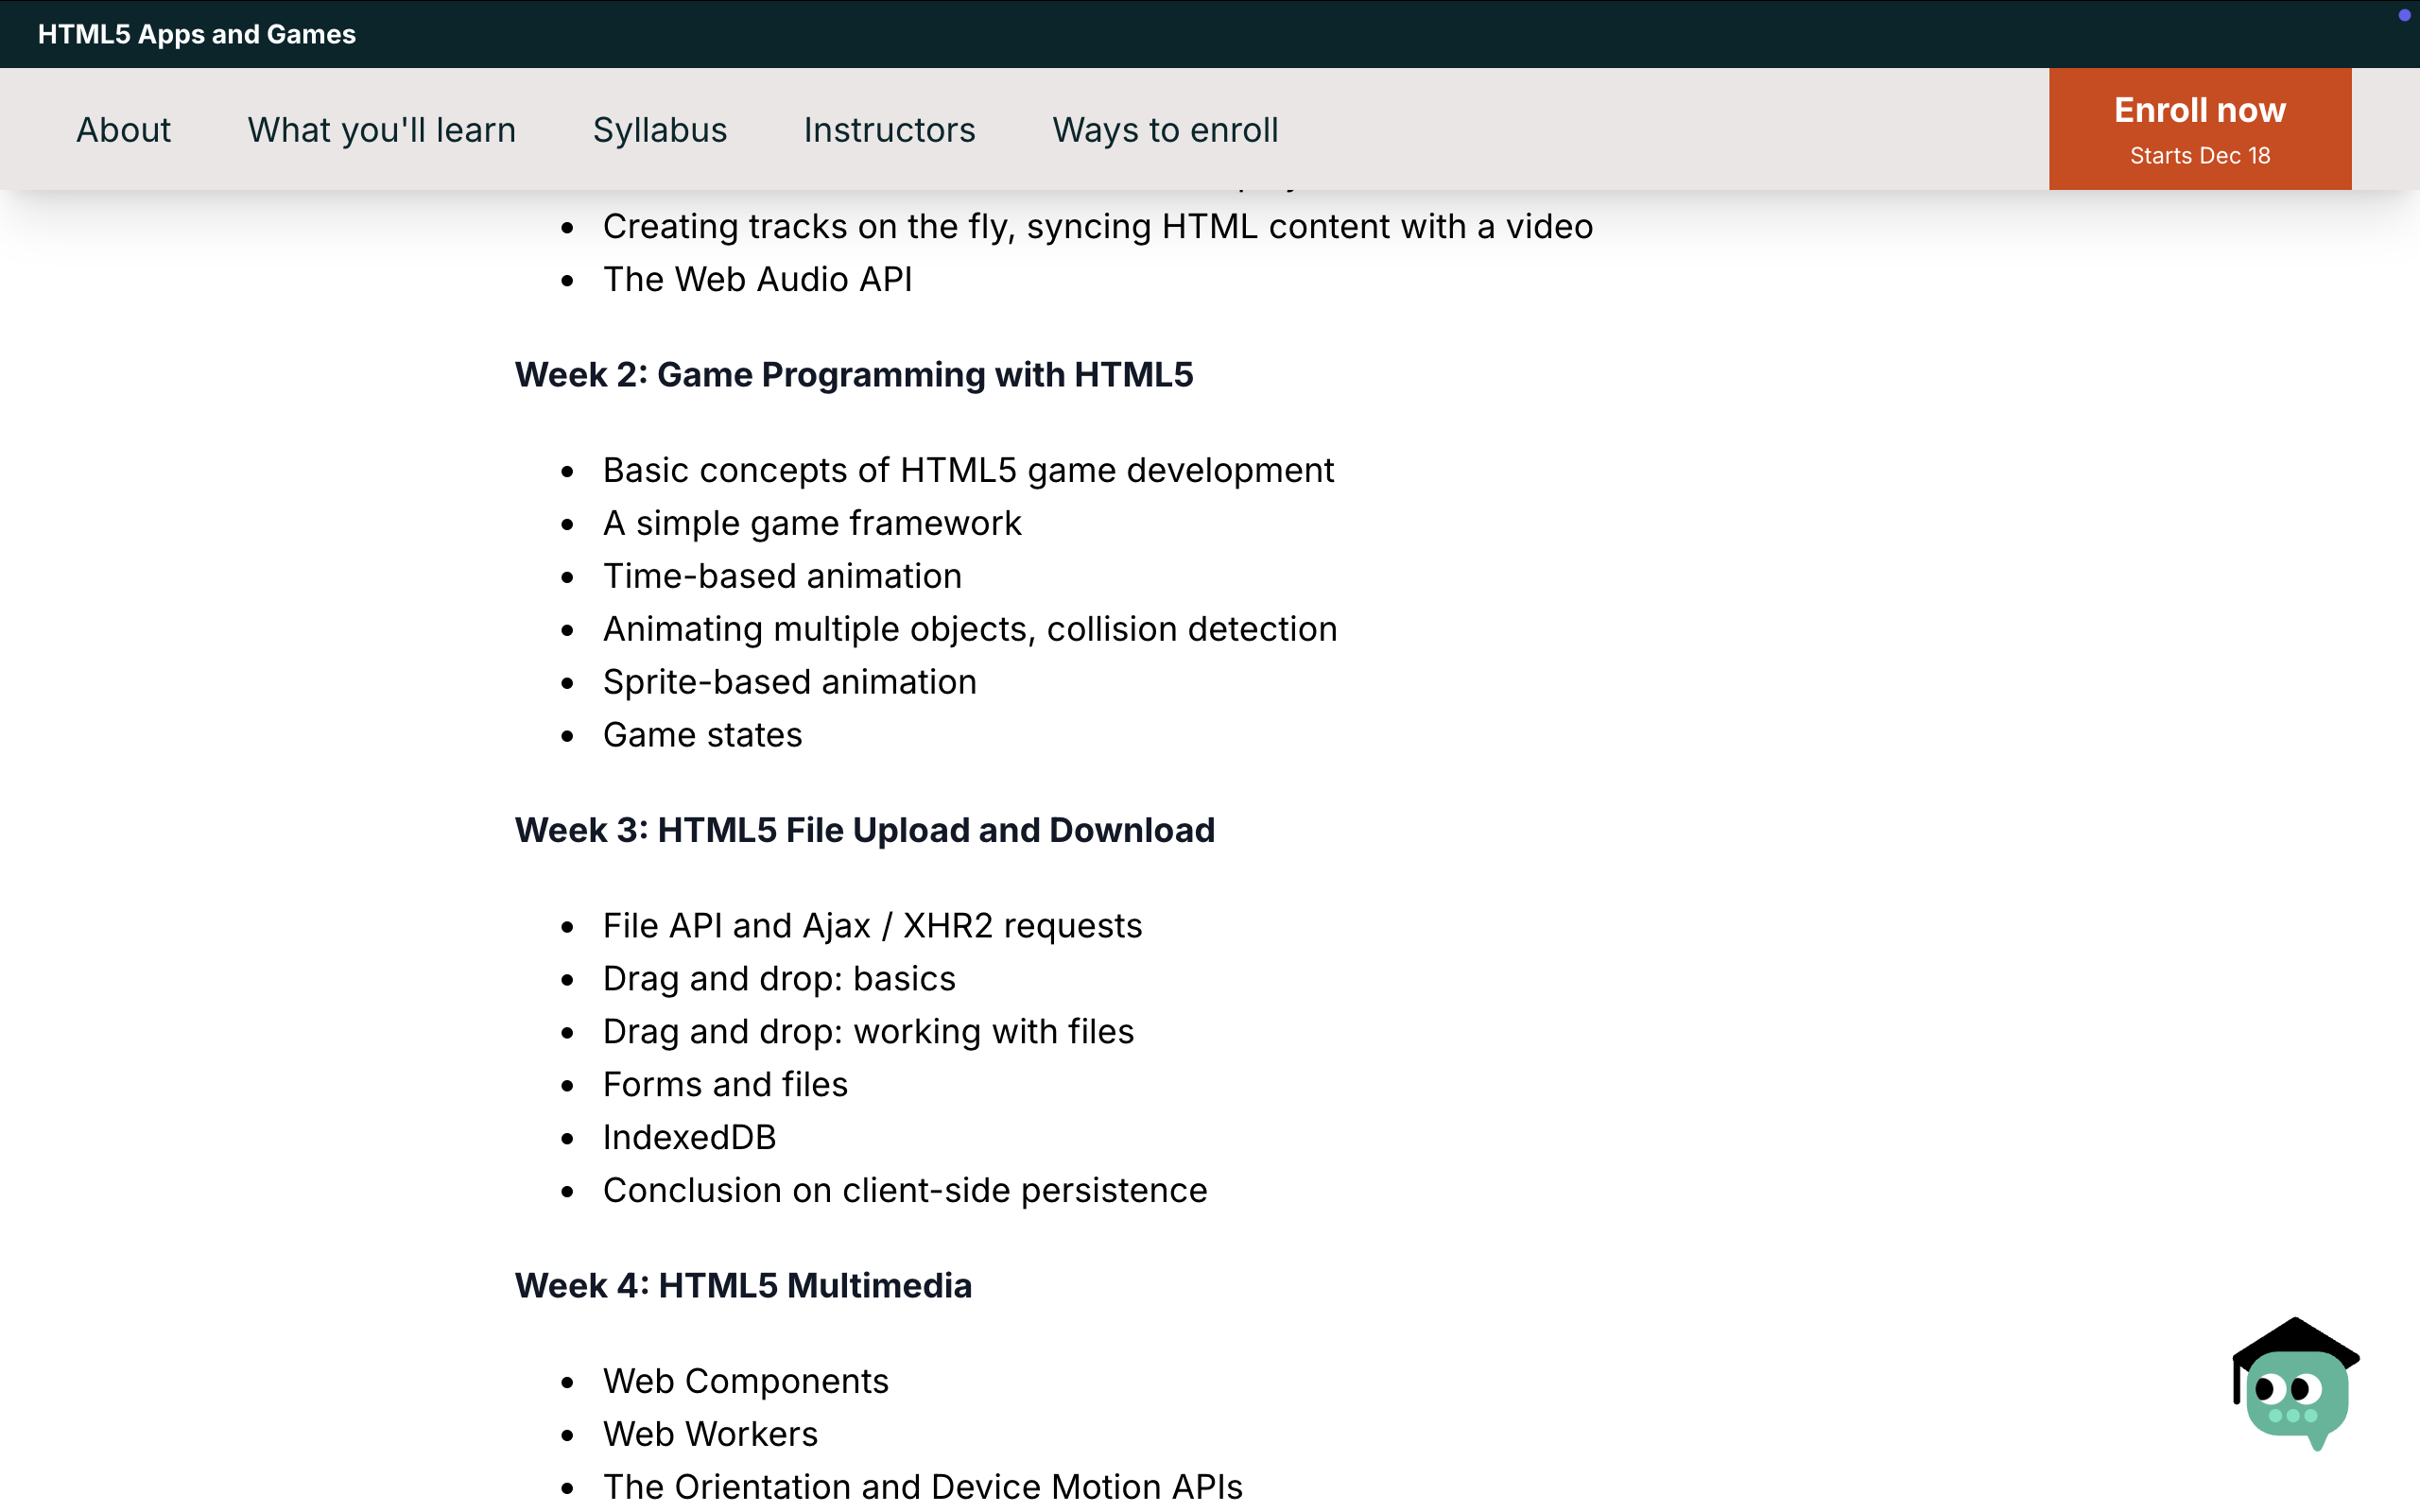 HTML5 Apps and Games
About
What you'll learn
Syllabus
Instructors
Ways to enroll
Enroll now
Starts Dec 18
Creating tracks on the fly, syncing HTML content with a video
The Web Audio API
Week 2: Game Programming with HTML5
Basic concepts of HTML5 game development
A simple game framework
Time-based animation
Animating multiple objects, collision detection
Sprite-based animation
Game states
Week 3: HTML5 File Upload and Download
File API and Ajax / XHR2 requests
Drag and drop: basics
Drag and drop: working with files
Forms and files
IndexedDB
Conclusion on client-side persistence
Week 4: HTML5 Multimedia
Web Components
Web Workers
The Orientation and Device Motion APIs